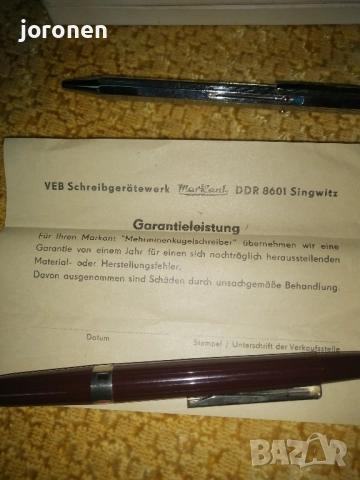 joronen
VEB Schreibgerätewerk Markant DDR 8601 Singwitz
Garantieleistung
Für Ihren Markant "Mehrminenkugelschreiber" übernehmen wir eine
Garantie von einem Jahr für einen sich nachträglich herausstellenden
Material- oder Herstellungsfehler.
Davon ausgenommen sind Schäden durch unsachgemäße Behandlung.
Datum Stempel / Unterschrift der Verkaufsstelle
BAZAR